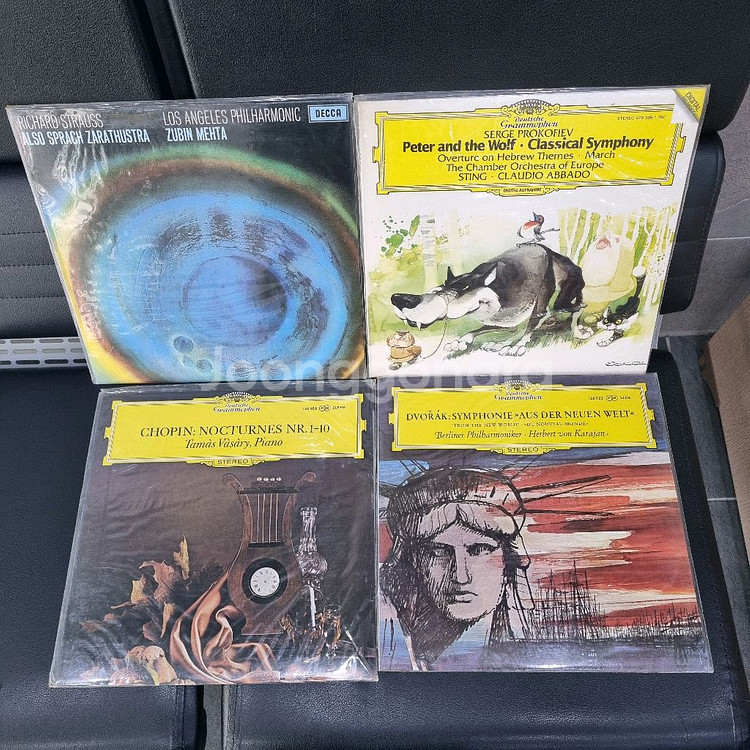 RICHARD STRAUSS
ALSO SPRACH ZARATHUSTRA
LOS ANGELES PHILHARMONIC
ZUBIN MEHTA
DECCA
Deutsche
Grammophon
STEREO
DIGITAL
SERGE PROKOFIEV
Peter and the Wolf · Classical Symphony
Overture on Hebrew Themes · March
The Chamber Orchestra of Europe
STING · CLAUDIO ABBADO
Joonggonara
Deutsche
Grammophon
CHOPIN: NOCTURNES NR. 1-10
Tamás Vásáry, Piano
STEREO
Deutsche
Grammophon
DVOŘÁK: SYMPHONIE »AUS DER NEUEN WELT«
Berliner Philharmoniker · Herbert von Karajan
STEREO